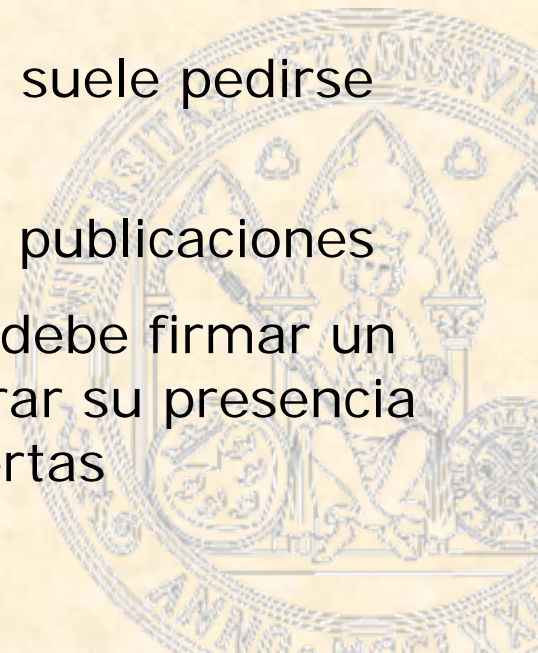 suele pedirse
publicaciones
debe firmar un
rar su presencia
rtas